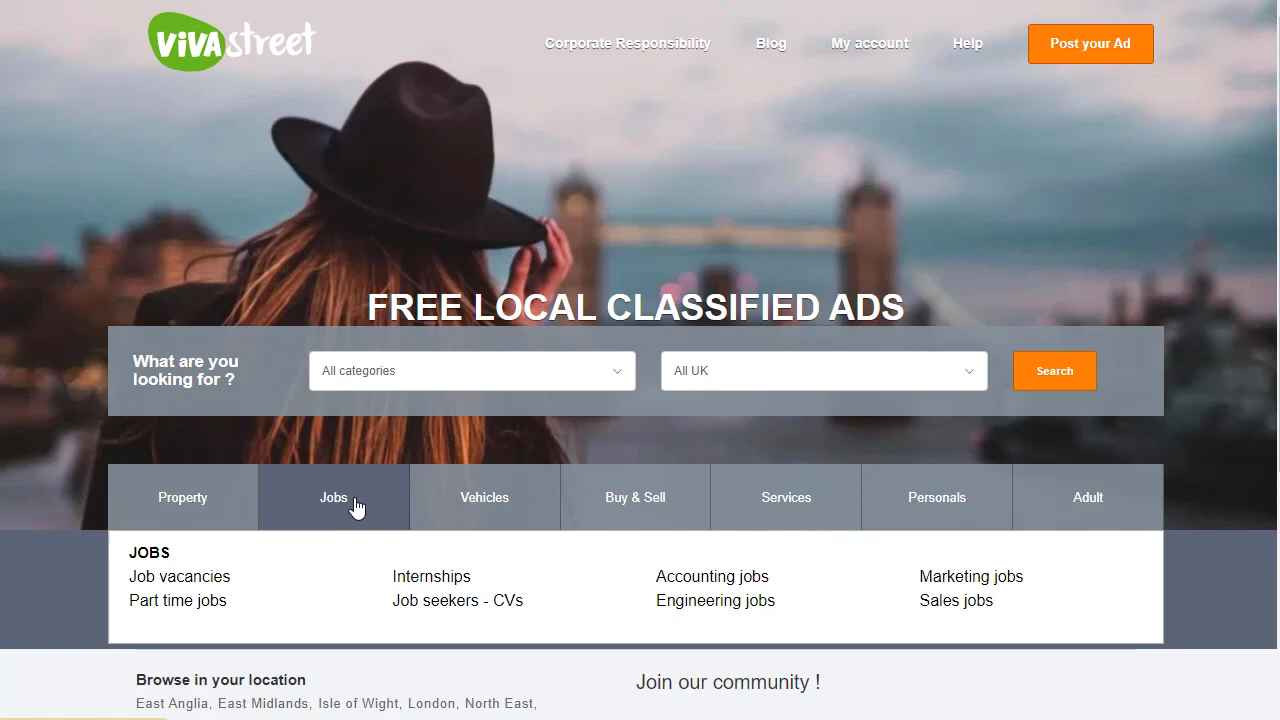 ViVAstreet
Corporate Responsibility Blog My account Help Post your Ad
FREE LOCAL CLASSIFIED ADS
What are you
looking for ?
All categories All UK Search
Property Jobs Vehicles Buy & Sell Services Personals Adult
JOBS
Job vacancies Internships Accounting jobs Marketing jobs
Part time jobs Job seekers - CVs Engineering jobs Sales jobs
Browse in your location Join our community !
East Anglia, East Midlands, Isle of Wight, London, North East,